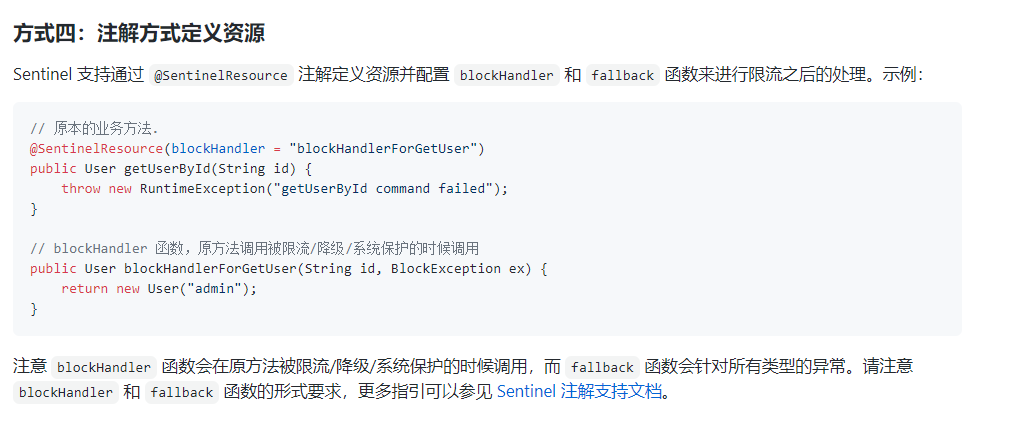 方式四：注解方式定义资源
Sentinel 支持通过 @SentinelResource 注解定义资源并配置 blockHandler 和 fallback 函数来进行限流之后的处理。示例：
// 原本的业务方法.
@SentinelResource(blockHandler = "blockHandlerForGetUser")
public User getUserById(String id) {
    throw new RuntimeException("getUserById command failed");
}
// blockHandler 函数，原方法调用被限流/降级/系统保护的时候调用
public User blockHandlerForGetUser(String id, BlockException ex) {
    return new User("admin");
}
注意 blockHandler 函数会在原方法被限流/降级/系统保护的时候调用，而 fallback 函数会针对所有类型的异常。请注意
blockHandler 和 fallback 函数的形式要求，更多指引可以参见 Sentinel 注解支持文档。